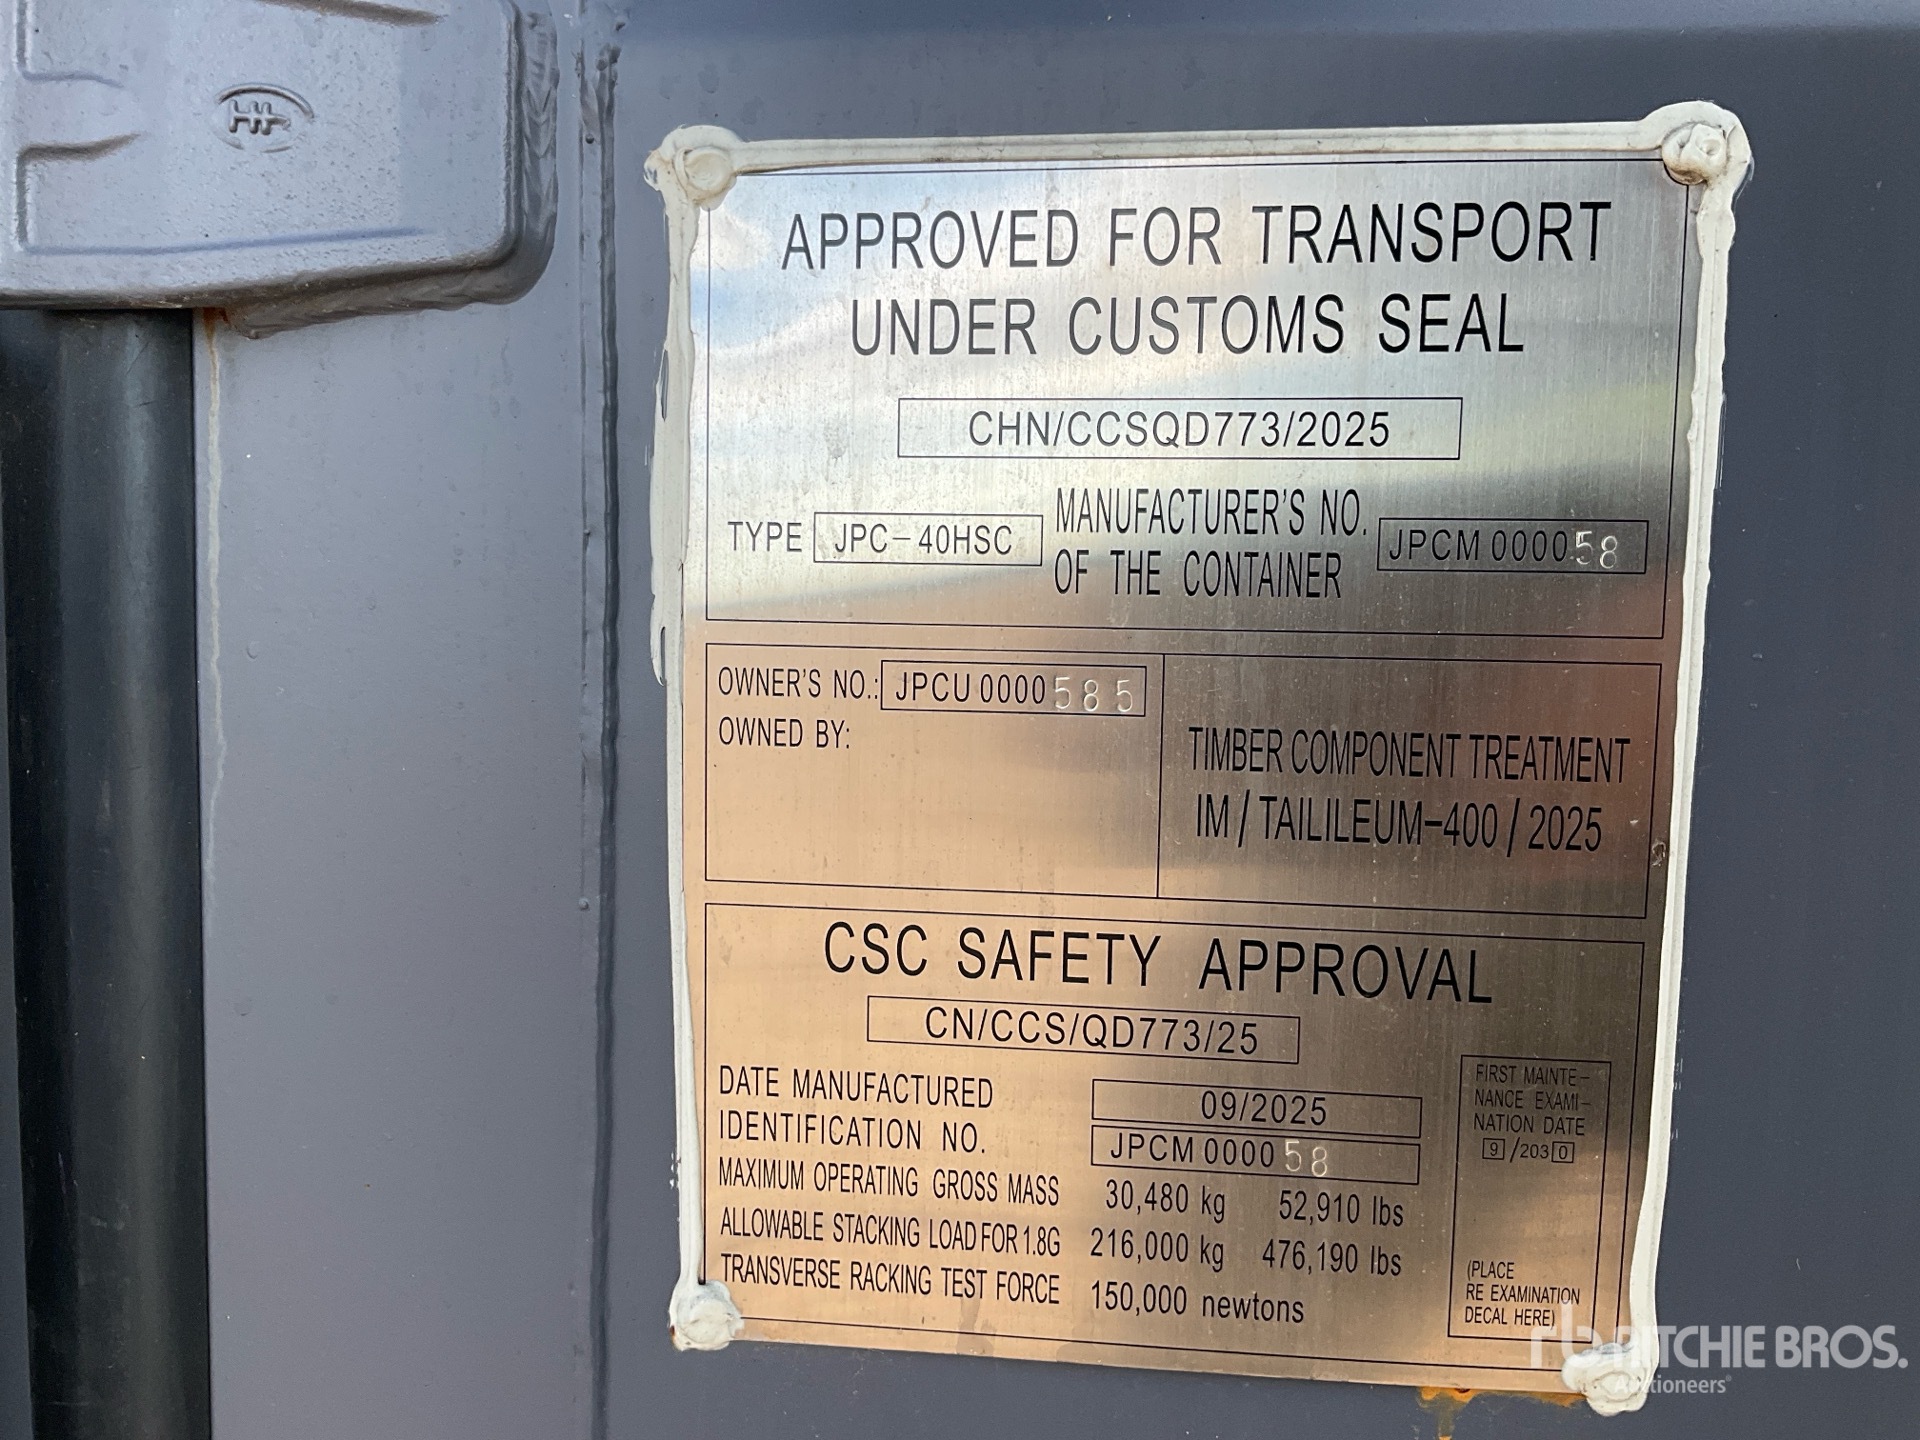 APPROVED FOR TRANSPORT
UNDER CUSTOMS SEAL
CHN/CCSQD773/2025
TYPE JPC-40HSC MANUFACTURER'S NO. OF THE CONTAINER JPCM 000058
OWNER'S NO.: JPCU 0000585
OWNED BY:
TIMBER COMPONENT TREATMENT
IM / TAILILEUM-400 / 2025
CSC SAFETY APPROVAL
CN/CCS/QD773/25
DATE MANUFACTURED 09/2025
IDENTIFICATION NO. JPCM 000058
MAXIMUM OPERATING GROSS MASS 30,480 kg 52,910 lbs
ALLOWABLE STACKING LOAD FOR 1.8G 216,000 kg 476,190 lbs
TRANSVERSE RACKING TEST FORCE 150,000 newtons
FIRST MAINTE-
NANCE EXAMI-
NATION DATE
9/2030
(PLACE
RE EXAMINATION
DECAL HERE)
rb RITCHIE BROS.
Auctioneers®